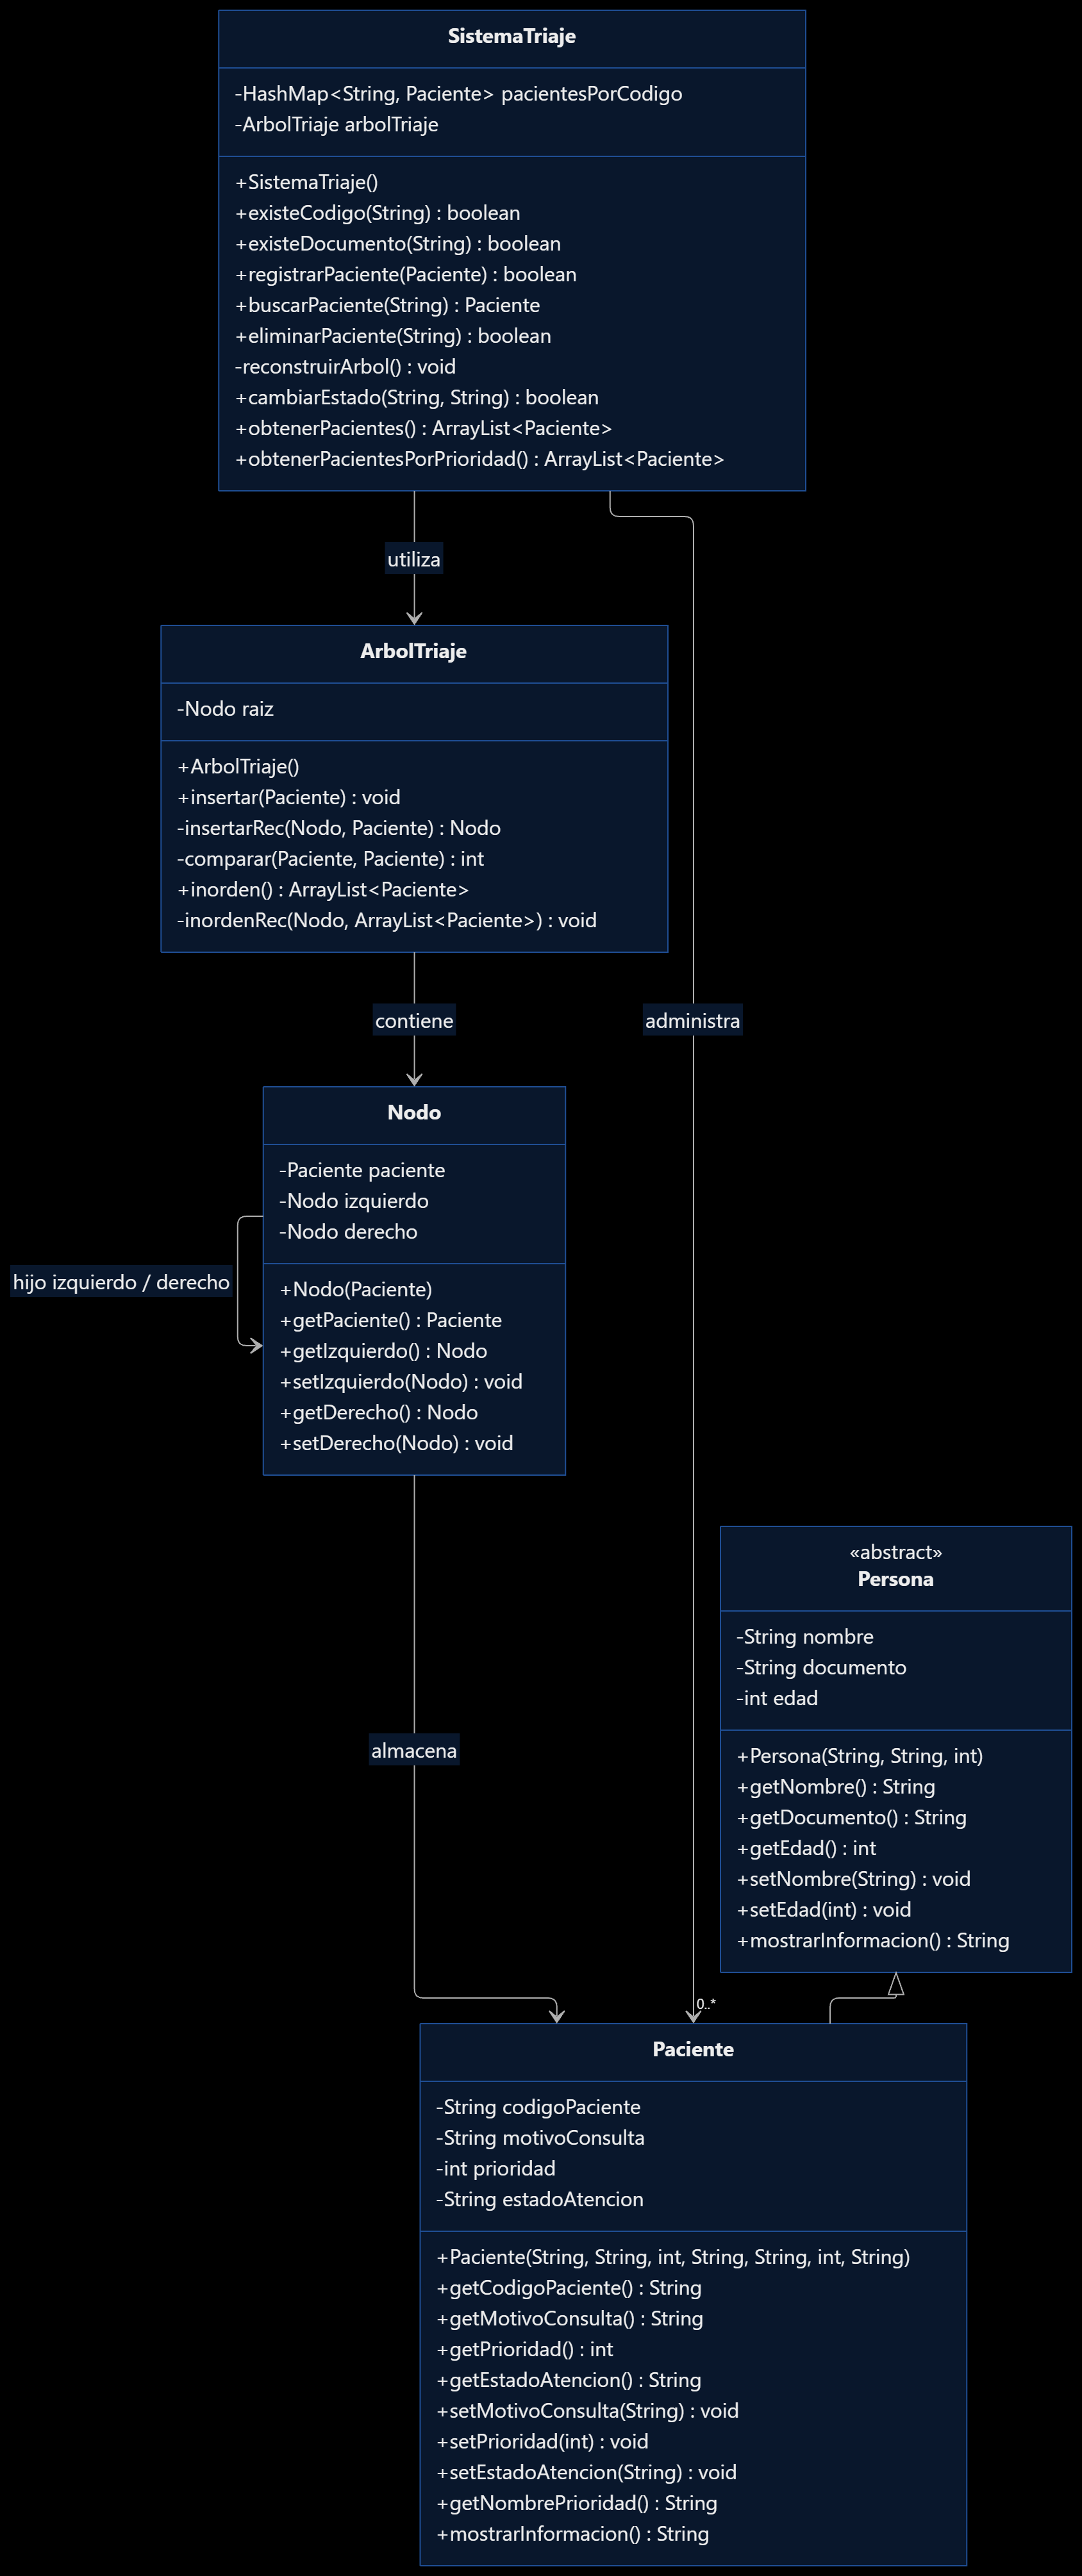 SistemaTriaje
-HashMap<String, Paciente> pacientesPorCodigo
-ArbolTriaje arbolTriaje
+SistemaTriaje()
+existeCodigo(String) : boolean
+existeDocumento(String) : boolean
+registrarPaciente(Paciente) : boolean
+buscarPaciente(String) : Paciente
+eliminarPaciente(String) : boolean
-reconstruirArbol() : void
+cambiarEstado(String, String) : boolean
+obtenerPacientes() : ArrayList<Paciente>
+obtenerPacientesPorPrioridad() : ArrayList<Paciente>
utiliza
ArbolTriaje
-Nodo raiz
+ArbolTriaje()
+insertar(Paciente) : void
-insertarRec(Nodo, Paciente) : Nodo
-comparar(Paciente, Paciente) : int
+inorden() : ArrayList<Paciente>
-inordenRec(Nodo, ArrayList<Paciente>) : void
contiene
administra
Nodo
-Paciente paciente
-Nodo izquierdo
-Nodo derecho
hijo izquierdo / derecho
+Nodo(Paciente)
+getPaciente() : Paciente
+getIzquierdo() : Nodo
+setIzquierdo(Nodo) : void
+getDerecho() : Nodo
+setDerecho(Nodo) : void
«abstract»
Persona
-String nombre
-String documento
-int edad
almacena
+Persona(String, String, int)
+getNombre() : String
+getDocumento() : String
+getEdad() : int
+setNombre(String) : void
+setEdad(int) : void
+mostrarInformacion() : String
0..*
Paciente
-String codigoPaciente
-String motivoConsulta
-int prioridad
-String estadoAtencion
+Paciente(String, String, int, String, String, int, String)
+getCodigoPaciente() : String
+getMotivoConsulta() : String
+getPrioridad() : int
+getEstadoAtencion() : String
+setMotivoConsulta(String) : void
+setPrioridad(int) : void
+setEstadoAtencion(String) : void
+getNombrePrioridad() : String
+mostrarInformacion() : String